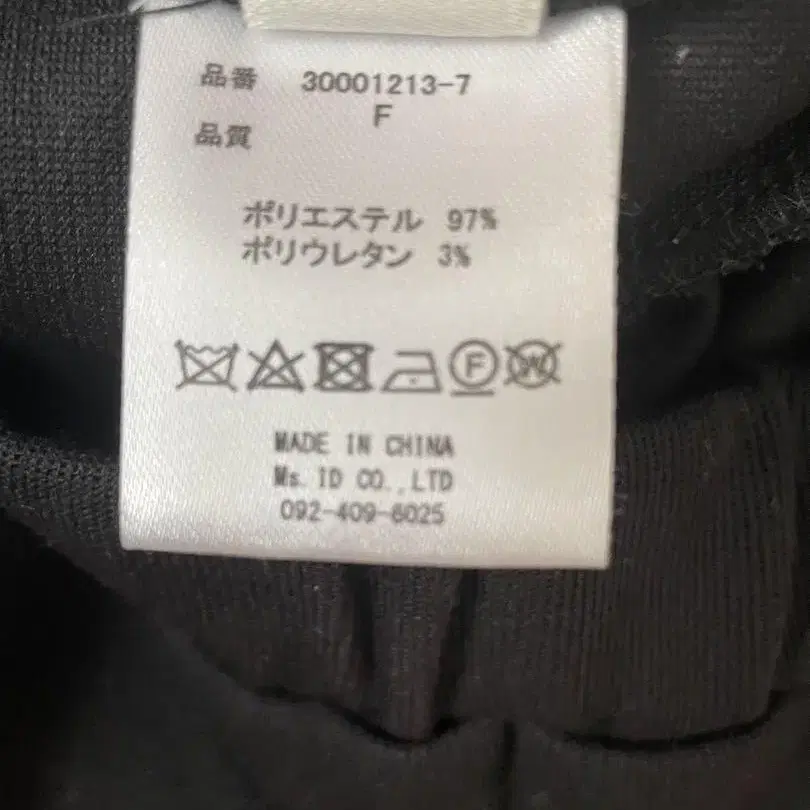 品番 30001213-7
F
品質
ポリエステル 97%
ポリウレタン 3%
F W
MADE IN CHINA
Ms. ID CO.,LTD
092-409-6025